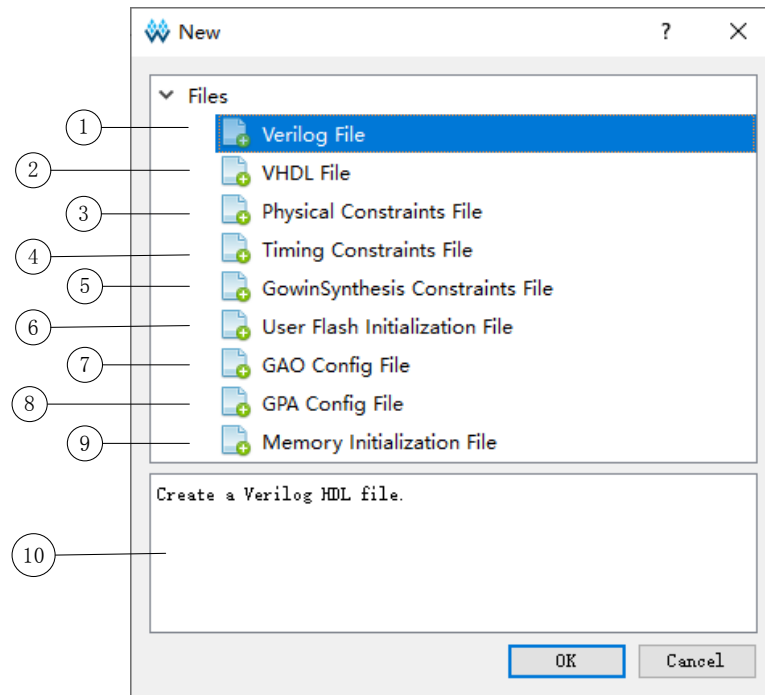 New ? ×
Files
1 Verilog File
2 VHDL File
3 Physical Constraints File
4 Timing Constraints File
5 GowinSynthesis Constraints File
6 User Flash Initialization File
7 GAO Config File
8 GPA Config File
9 Memory Initialization File
Create a Verilog HDL file.
10
OK Cancel